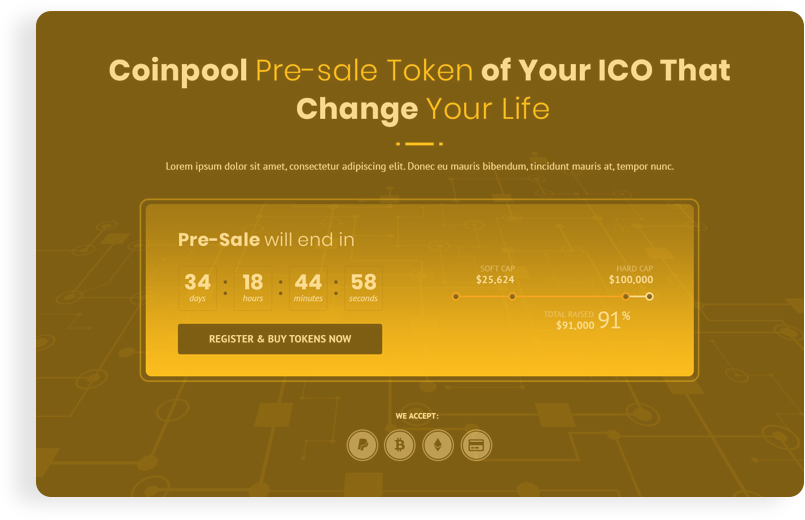 Coinpool Pre-sale Token of Your ICO That
Change Your Life
Lorem ipsum dolor sit amet, consectetur adipiscing elit. Donec eu mauris bibendum, tincidunt mauris at, tempor nunc.
Pre-Sale will end in
34 : 18 : 44 : 58
days hours minutes seconds
REGISTER & BUY TOKENS NOW
SOFT CAP
$25,624
HARD CAP
$100,000
TOTAL RAISED
$91,000
91%
WE ACCEPT: